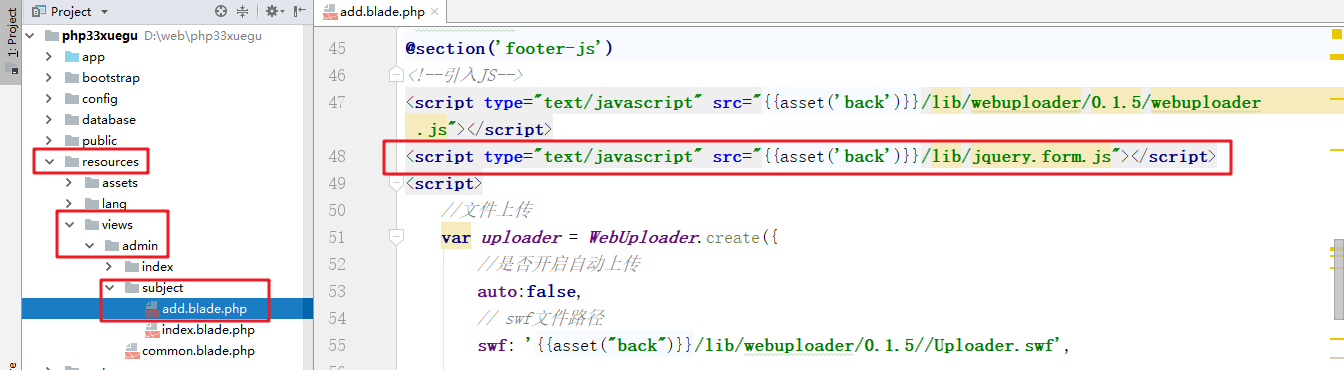 1: Project
Project
php33xuegu D:\web\php33xuegu
app
bootstrap
config
database
public
resources
assets
lang
views
admin
index
subject
add.blade.php
index.blade.php
common.blade.php
add.blade.php
45 @section('footer-js')
46 <!--引入JS-->
47 <script type="text/javascript" src="{{asset('back')}}/lib/webuploader/0.1.5/webuploader
.js"></script>
48 <script type="text/javascript" src="{{asset('back')}}/lib/jquery.form.js"></script>
49 <script>
50 //文件上传
51 var uploader = WebUploader.create({
52 //是否开启自动上传
53 auto:false,
54 // swf文件路径
55 swf: '{{asset("back")}}/lib/webuploader/0.1.5//Uploader.swf',